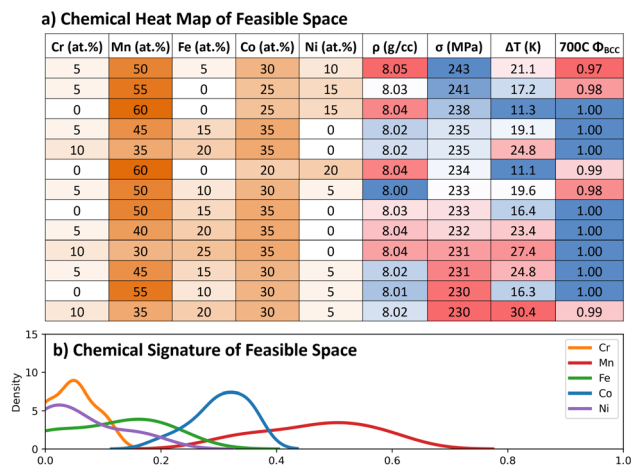 a) Chemical Heat Map of Feasible Space
Cr (at.%) Mn (at.%) Fe (at.%) Co (at.%) Ni (at.%) ρ (g/cc) σ (MPa) ΔT (K) 700C Φ_BCC
5 50 5 30 10 8.05 243 21.1 0.97
5 55 0 25 15 8.03 241 17.2 0.98
0 60 0 25 15 8.04 238 11.3 1.00
5 45 15 35 0 8.02 235 19.1 1.00
10 35 20 35 0 8.02 235 24.8 1.00
0 60 0 20 20 8.04 234 11.1 0.99
5 50 10 30 5 8.00 233 19.6 0.98
0 50 15 35 0 8.03 233 16.4 1.00
5 40 20 35 0 8.04 232 23.4 1.00
10 30 25 35 0 8.04 231 27.4 1.00
5 45 15 30 5 8.02 231 24.8 1.00
0 55 10 30 5 8.01 230 16.3 1.00
10 35 20 30 5 8.02 230 30.4 0.99
b) Chemical Signature of Feasible Space
Density
15
10
5
0
0.0 0.2 0.4 0.6 0.8 1.0
Cr
Mn
Fe
Co
Ni